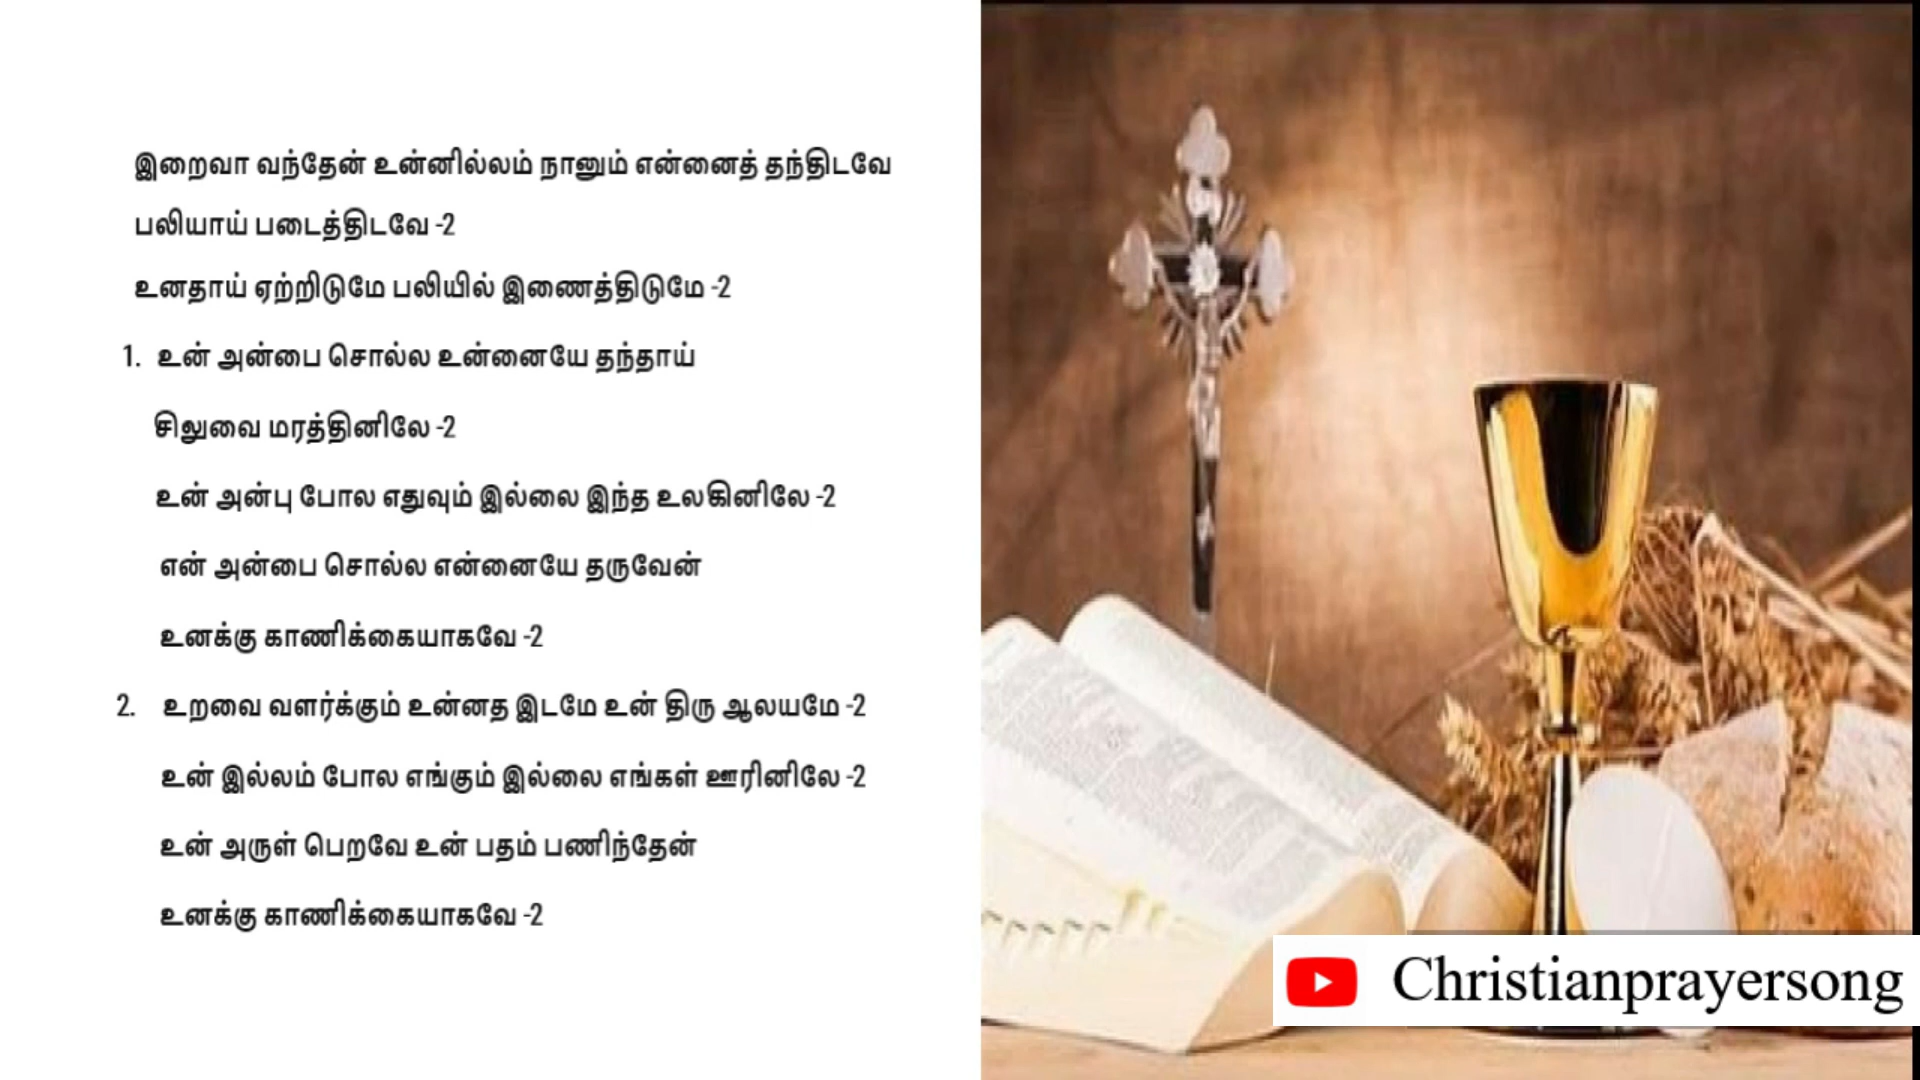 இறைவா வந்தேன் உன்னில்லம் நானும் என்னைத் தந்திடவே
பலியாய் படைத்திடவே -2
உனதாய் ஏற்றிடுமே பலியில் இணைத்திடுமே -2
1. உன் அன்பை சொல்ல உன்னையே தந்தாய்
சிலுவை மரத்தினிலே -2
உன் அன்பு போல எதுவும் இல்லை இந்த உலகினிலே -2
என் அன்பை சொல்ல என்னையே தருவேன்
உனக்கு காணிக்கையாகவே -2
2. உறவை வளர்க்கும் உன்னத இடமே உன் திரு ஆலயமே -2
உன் இல்லம் போல எங்கும் இல்லை எங்கள் ஊரினிலே -2
உன் அருள் பெறவே உன் பதம் பணிந்தேன்
உனக்கு காணிக்கையாகவே -2
Christianprayersong